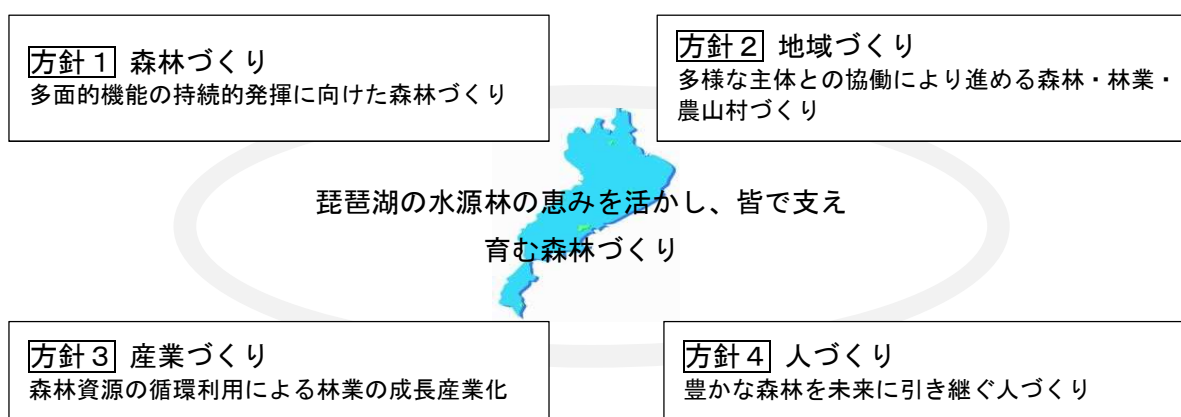 方針1 森林づくり
多面的機能の持続的発揮に向けた森林づくり
方針2 地域づくり
多様な主体との協働により進める森林・林業・
農山村づくり
琵琶湖の水源林の恵みを活かし、皆で支え
育む森林づくり
方針3 産業づくり
森林資源の循環利用による林業の成長産業化
方針4 人づくり
豊かな森林を未来に引き継ぐ人づくり